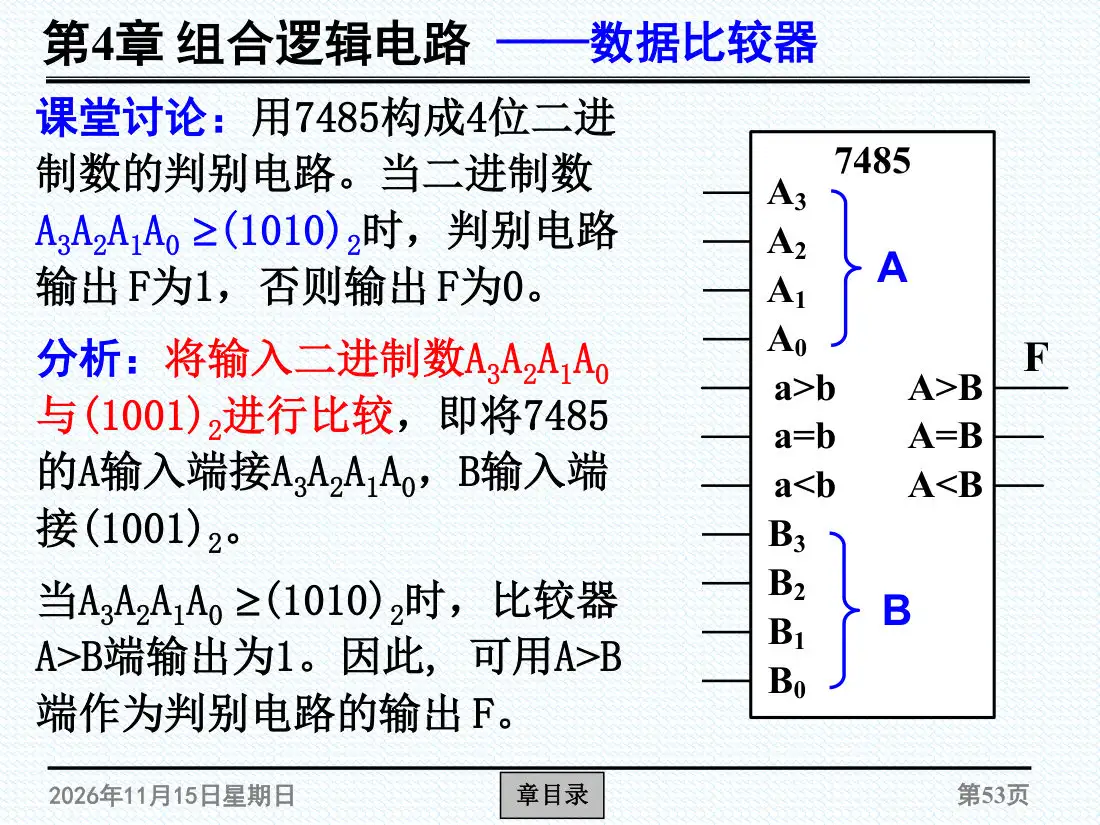 第4章 组合逻辑电路 ——数据比较器
课堂讨论：用7485构成4位二进
制数的判别电路。当二进制数
A₃A₂A₁A₀ ≥(1010)₂时，判别电路
输出 F为1，否则输出 F为0。
分析：将输入二进制数A₃A₂A₁A₀
与(1001)₂进行比较，即将7485
的A输入端接A₃A₂A₁A₀，B输入端
接(1001)₂。
当A₃A₂A₁A₀ ≥(1010)₂时，比较器
A>B端输出为1。因此, 可用A>B
端作为判别电路的输出 F。
7485
A₃
A₂
A₁
A₀
A
F
a>b A>B
a=b A=B
a<b A<B
B₃
B₂
B₁
B₀
B
2026年11月15日星期日
章目录
第53页